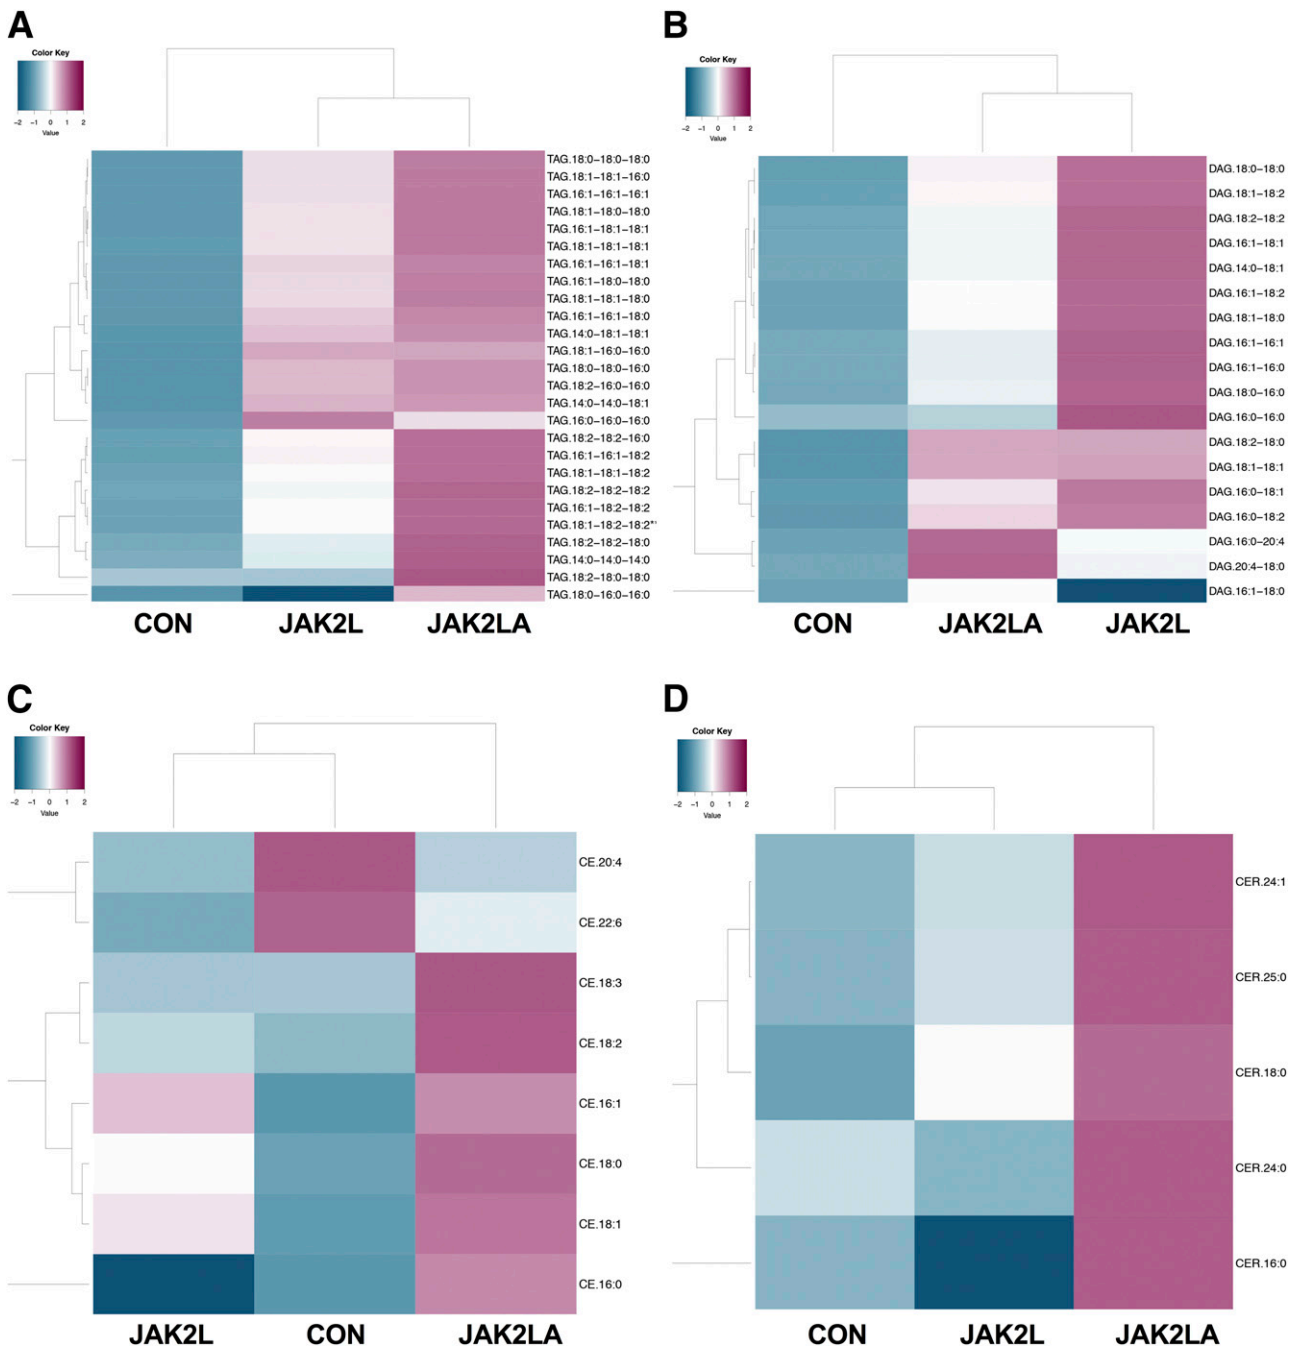 A
Color Key
−2 −1 0 1 2
Value
TAG.18:0−18:0−18:0
TAG.18:1−18:1−16:0
TAG.16:1−16:1−16:1
TAG.18:1−18:0−18:0
TAG.16:1−18:1−18:1
TAG.18:1−18:1−18:1
TAG.16:1−16:1−18:1
TAG.16:1−18:0−18:0
TAG.18:1−18:1−18:0
TAG.16:1−16:1−18:0
TAG.14:0−18:1−18:1
TAG.18:1−16:0−16:0
TAG.18:0−18:0−16:0
TAG.18:2−16:0−16:0
TAG.14:0−14:0−18:1
TAG.16:0−16:0−16:0
TAG.18:2−18:2−16:0
TAG.16:1−16:1−18:2
TAG.18:1−18:1−18:2
TAG.18:2−18:2−18:2
TAG.16:1−18:2−18:2
TAG.18:1−18:2−18:2*'
TAG.18:2−18:2−18:0
TAG.14:0−14:0−14:0
TAG.18:2−18:0−18:0
TAG.18:0−16:0−16:0
CON JAK2L JAK2LA
B
Color Key
−2 −1 0 1 2
Value
DAG.18:0−18:0
DAG.18:1−18:2
DAG.18:2−18:2
DAG.16:1−18:1
DAG.14:0−18:1
DAG.16:1−18:2
DAG.18:1−18:0
DAG.16:1−16:1
DAG.16:1−16:0
DAG.18:0−16:0
DAG.16:0−16:0
DAG.18:2−18:0
DAG.18:1−18:1
DAG.16:0−18:1
DAG.16:0−18:2
DAG.16:0−20:4
DAG.20:4−18:0
DAG.16:1−18:0
CON JAK2LA JAK2L
C
Color Key
−2 −1 0 1 2
Value
CE.20:4
CE.22:6
CE.18:3
CE.18:2
CE.16:1
CE.18:0
CE.18:1
CE.16:0
JAK2L CON JAK2LA
D
Color Key
−2 −1 0 1 2
Value
CER.24:1
CER.25:0
CER.18:0
CER.24:0
CER.16:0
CON JAK2L JAK2LA